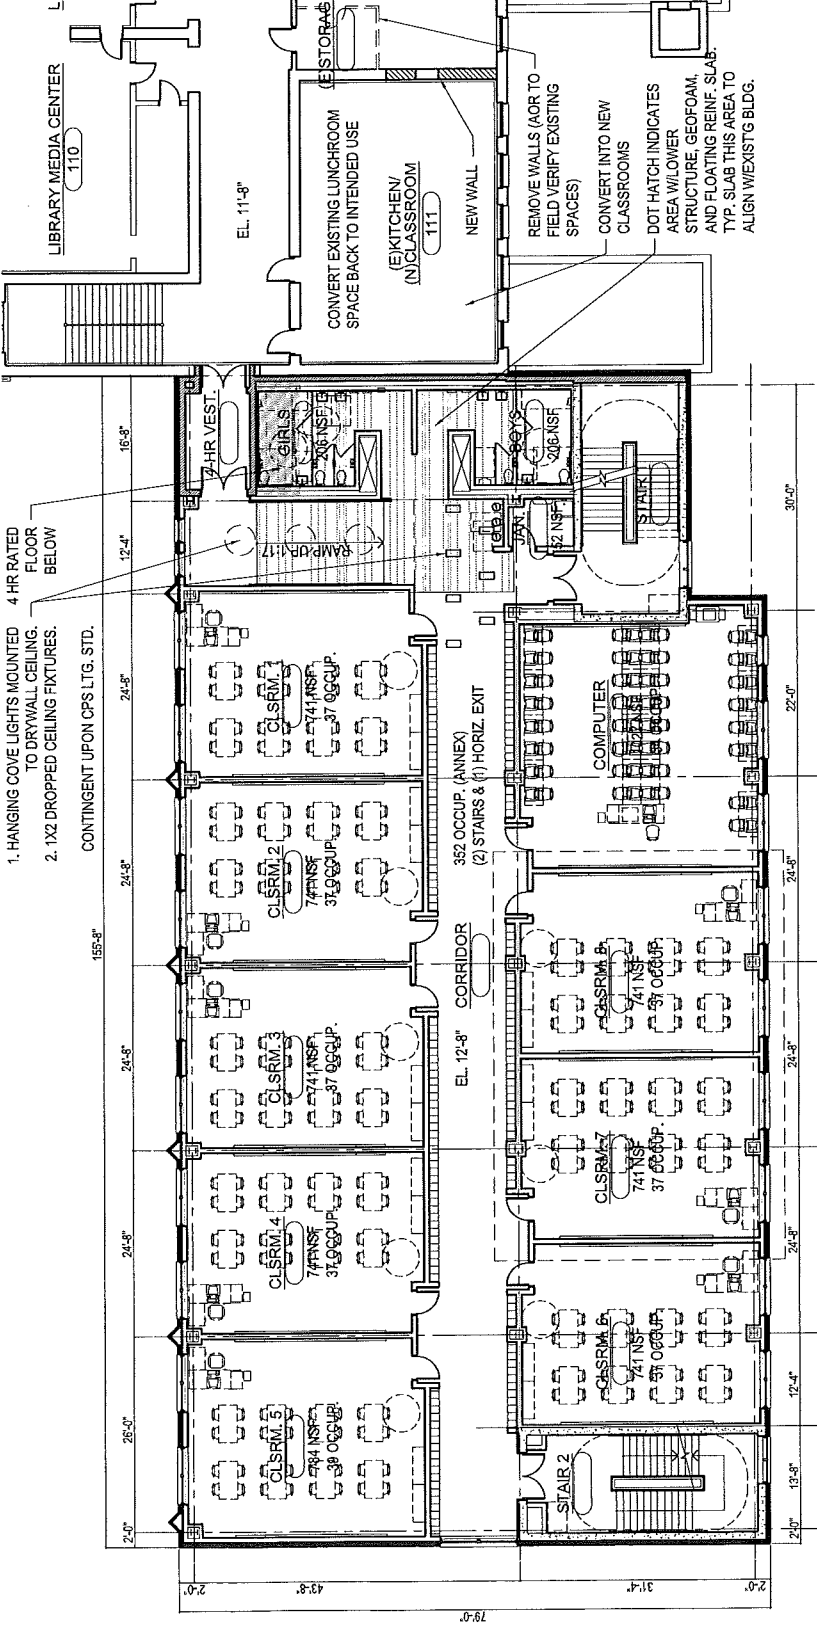 LIBRARY MEDIA CENTER
110
EL. 11'-8"
(E)STORAG
CONVERT EXISTING LUNCHROOM
SPACE BACK TO INTENDED USE
(E)KITCHEN/
(N)CLASSROOM
111
NEW WALL
REMOVE WALLS (AOR TO
FIELD VERIFY EXISTING
SPACES)
CONVERT INTO NEW
CLASSROOMS
DOT HATCH INDICATES
AREA W/LOWER
STRUCTURE, GEOFOAM,
AND FLOATING REINF. SLAB.
TYP. SLAB THIS AREA TO
ALIGN W/EXIST'G BLDG.
1. HANGING COVE LIGHTS MOUNTED
TO DRYWALL CEILING.
2. 1X2 DROPPED CEILING FIXTURES.
CONTINGENT UPON CPS LTG. STD.
4 HR RATED
FLOOR
BELOW
155'-8"
16'-8"
12'-4"
24'-8"
24'-8"
24'-8"
24'-8"
26'-0"
2'-0"
4-HR VEST.
GIRLS
206 NSF
BOYS
206 NSF
RAMP UP 1:17
JAN.
52 NSF
STAIR
CLSRM. 1
741 NSF
37 OCCUP.
CLSRM. 2
741 NSF
37 OCCUP.
CLSRM. 3
741 NSF
37 OCCUP.
CLSRM. 4
741 NSF
37 OCCUP.
CLSRM. 5
784 NSF
39 OCCUP.
352 OCCUP. (ANNEX)
(2) STAIRS & (1) HORIZ. EXIT
CORRIDOR
EL. 12'-8"
COMPUTER
CLSRM. 8
741 NSF
37 OCCUP.
CLSRM. 7
741 NSF
37 OCCUP.
CLSRM. 6
741 NSF
37 OCCUP.
STAIR 2
30'-0"
22'-0"
24'-8"
24'-8"
24'-8"
12'-4"
13'-8"
2'-0"
2'-0"
43'-8"
31'-4"
2'-0"
79'-0"